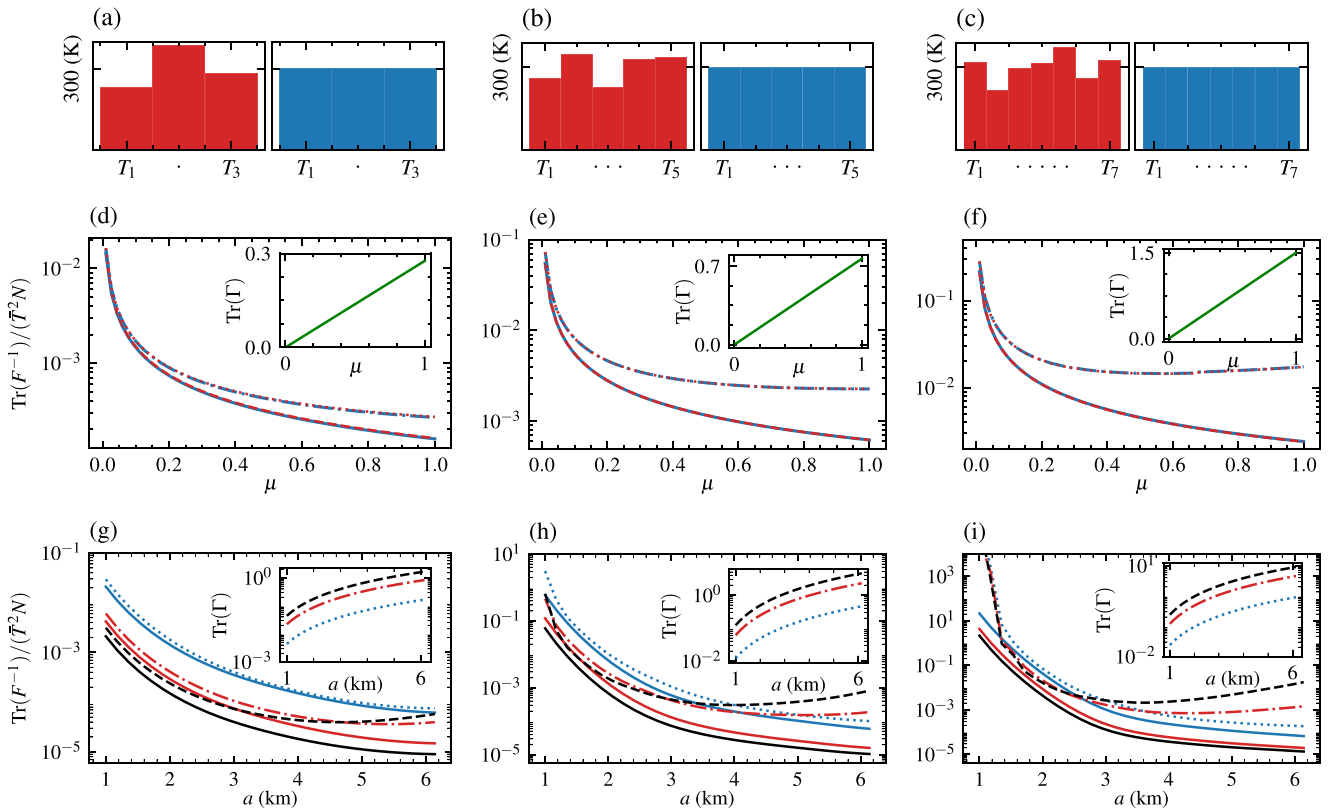 (a)
(b)
(c)
300 (K)
300 (K)
300 (K)
T₁ · T₃ T₁ · T₃
T₁ · · · T₅ T₁ · · · T₅
T₁ · · · · · T₇ T₁ · · · · · T₇
(d)
Tr(F⁻¹)/(T̄²N)
10⁻²
10⁻³
0.0 0.2 0.4 0.6 0.8 1.0
μ
Tr(Γ)
0.3
0.0
0 1
μ
(e)
10⁻¹
10⁻²
10⁻³
0.0 0.2 0.4 0.6 0.8 1.0
μ
Tr(Γ)
0.7
0.0
0 1
μ
(f)
10⁻¹
10⁻²
0.0 0.2 0.4 0.6 0.8 1.0
μ
Tr(Γ)
1.5
0.0
0 1
μ
(g)
Tr(F⁻¹)/(T̄²N)
10⁻¹
10⁻³
10⁻⁵
1 2 3 4 5 6
a (km)
Tr(Γ)
10⁰
10⁻³
1 6
a (km)
(h)
10¹
10⁻¹
10⁻³
10⁻⁵
1 2 3 4 5 6
a (km)
Tr(Γ)
10⁰
10⁻²
1 6
a (km)
(i)
10³
10¹
10⁻¹
10⁻³
10⁻⁵
1 2 3 4 5 6
a (km)
Tr(Γ)
10¹
10⁻²
1 6
a (km)